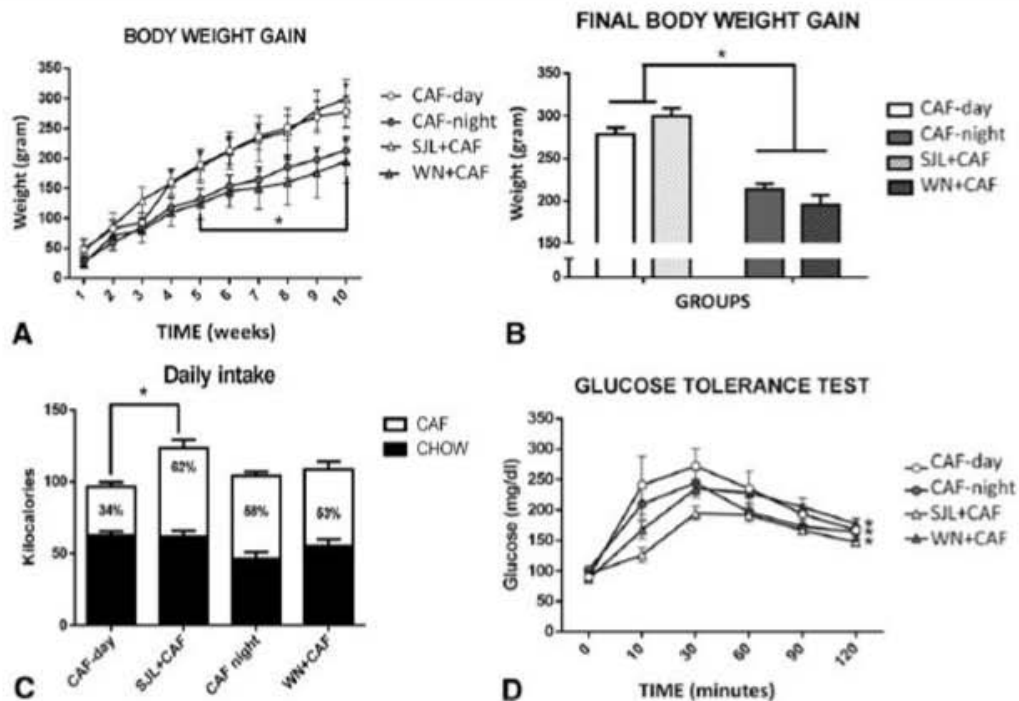 BODY WEIGHT GAIN
Weight (gram)
350
300
250
200
150
100
50
0
1 2 3 4 5 6 7 8 9 10
*
TIME (weeks)
CAF-day
CAF-night
SJL+CAF
WN+CAF
A
FINAL BODY WEIGHT GAIN
Weight (gram)
350
300
250
200
150
150
0
*
GROUPS
CAF-day
CAF-night
SJL+CAF
WN+CAF
B
Daily intake
Kilocalories
150
100
50
0
*
34%
62%
58%
53%
CAF-day
SJL+CAF
CAF night
WN+CAF
CAF
CHOW
C
GLUCOSE TOLERANCE TEST
Glucose (mg/dl)
350
300
250
200
150
100
50
0
0 10 30 60 90 120
TIME (minutes)
CAF-day
CAF-night
SJL+CAF
WN+CAF
D